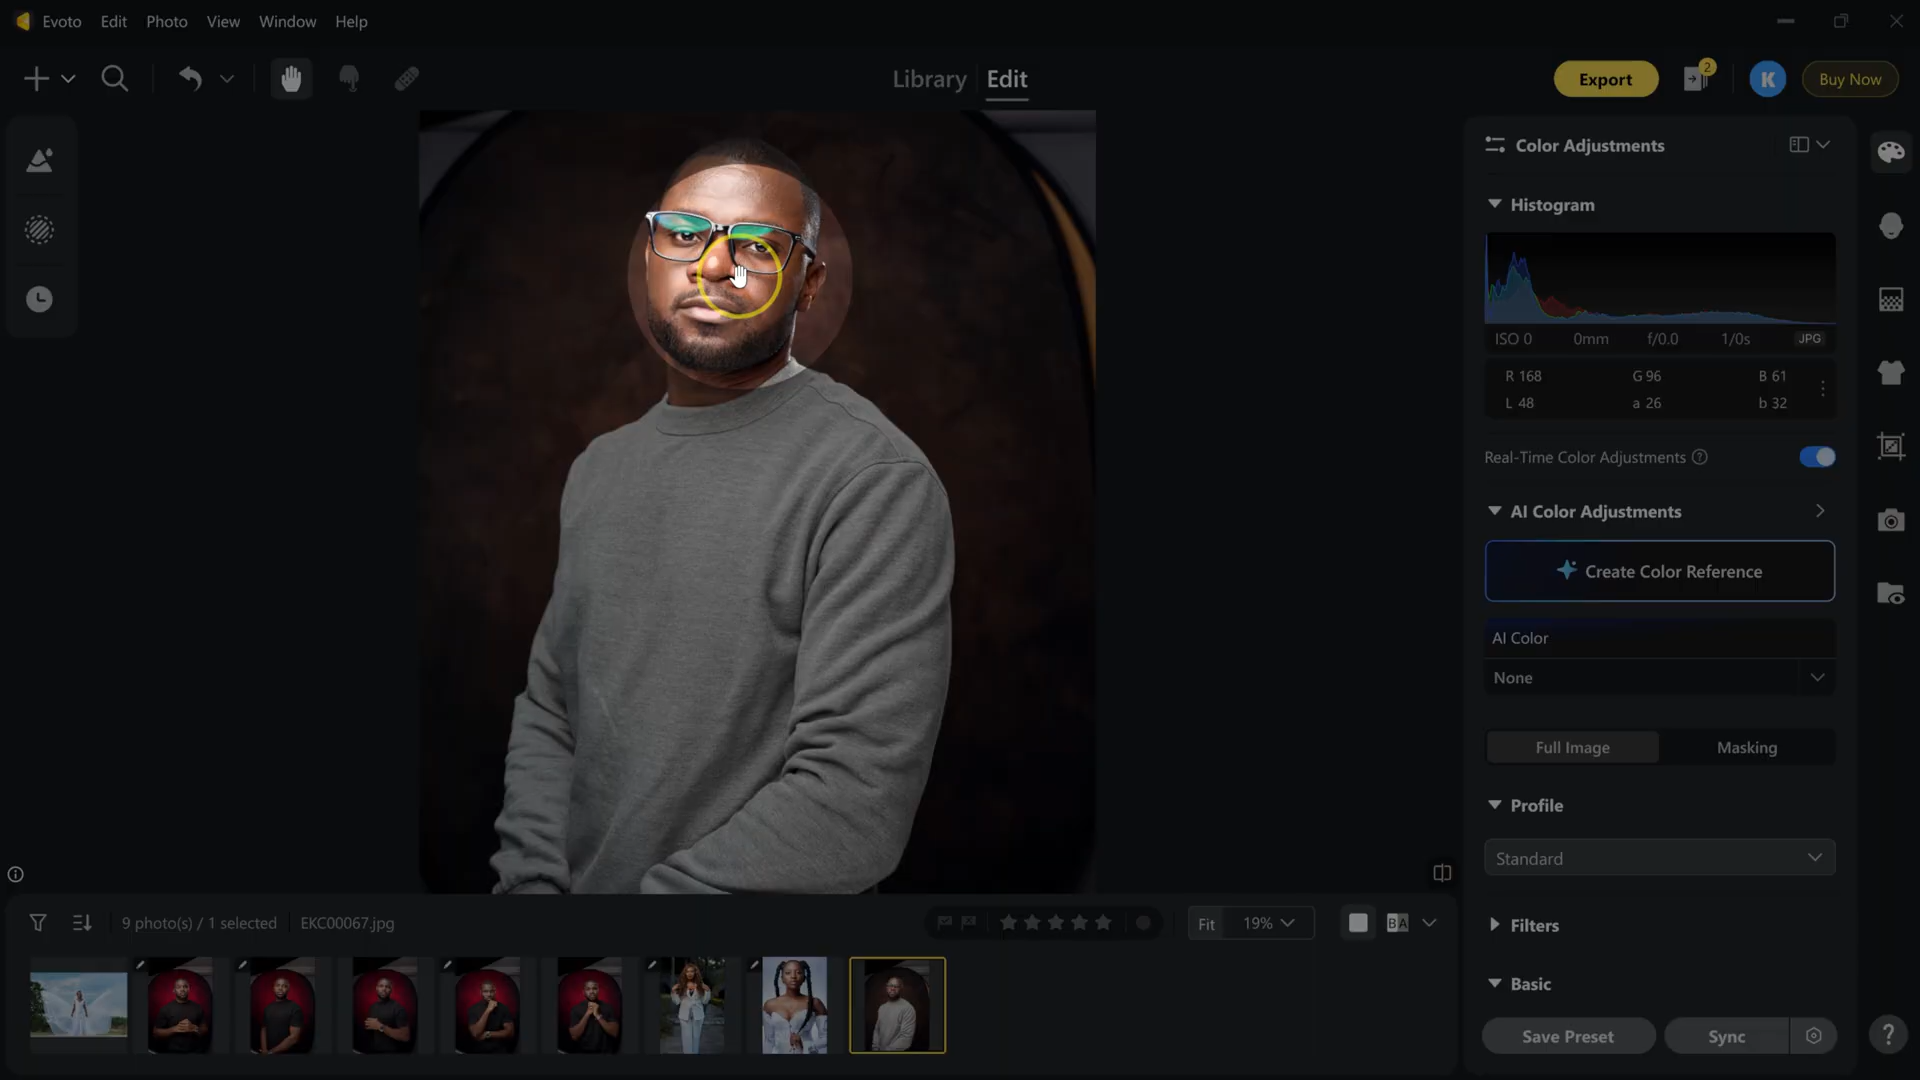 Evoto Edit Photo View Window Help
Library Edit
Export 2 K Buy Now
Color Adjustments
Histogram
ISO 0 0mm f/0.0 1/0s JPG
R 168 G 96 B 61
L 48 a 26 b 32
Real-Time Color Adjustments ?
AI Color Adjustments
Create Color Reference
AI Color
None
Full Image Masking
Profile
Standard
Filters
Basic
Save Preset Sync ?
9 photo(s) / 1 selected EKC00067.jpg Fit 19% BA